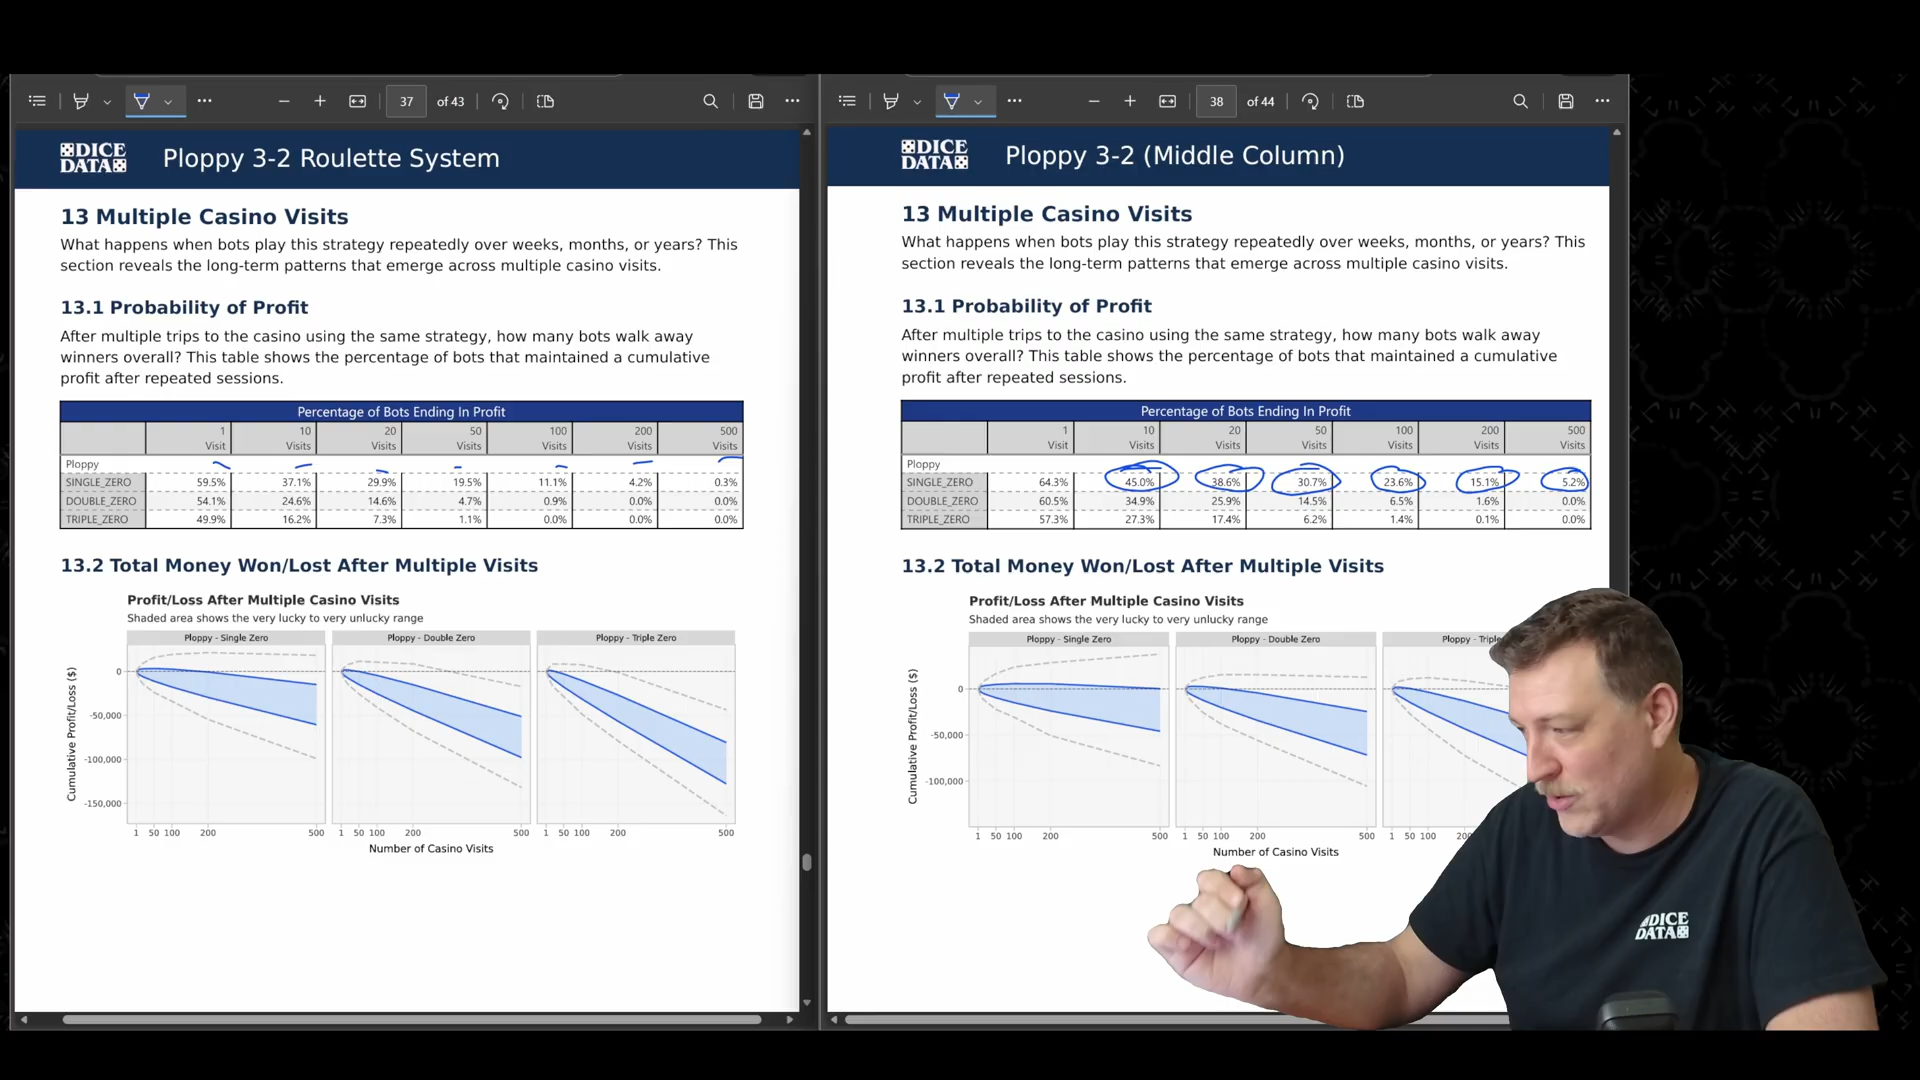 37 of 43
DICE
DATA
Ploppy 3-2 Roulette System
13 Multiple Casino Visits
What happens when bots play this strategy repeatedly over weeks, months, or years? This
section reveals the long-term patterns that emerge across multiple casino visits.
13.1 Probability of Profit
After multiple trips to the casino using the same strategy, how many bots walk away
winners overall? This table shows the percentage of bots that maintained a cumulative
profit after repeated sessions.
Percentage of Bots Ending In Profit
1 10 20 50 100 200 500
Visit Visits Visits Visits Visits Visits Visits
Ploppy
SINGLE_ZERO 59.5% 37.1% 29.9% 19.5% 11.1% 4.2% 0.3%
DOUBLE_ZERO 54.1% 24.6% 14.6% 4.7% 0.9% 0.0% 0.0%
TRIPLE_ZERO 49.9% 16.2% 7.3% 1.1% 0.0% 0.0% 0.0%
13.2 Total Money Won/Lost After Multiple Visits
Profit/Loss After Multiple Casino Visits
Shaded area shows the very lucky to very unlucky range
Ploppy - Single Zero Ploppy - Double Zero Ploppy - Triple Zero
Cumulative Profit/Loss ($)
0
-50,000
-100,000
-150,000
1 50 100 200 500 1 50 100 200 500 1 50 100 200 500
Number of Casino Visits
38 of 44
DICE
DATA
Ploppy 3-2 (Middle Column)
13 Multiple Casino Visits
What happens when bots play this strategy repeatedly over weeks, months, or years? This
section reveals the long-term patterns that emerge across multiple casino visits.
13.1 Probability of Profit
After multiple trips to the casino using the same strategy, how many bots walk away
winners overall? This table shows the percentage of bots that maintained a cumulative
profit after repeated sessions.
Percentage of Bots Ending In Profit
1 10 20 50 100 200 500
Visit Visits Visits Visits Visits Visits Visits
Ploppy
SINGLE_ZERO 64.3% 45.0% 38.6% 30.7% 23.6% 15.1% 5.2%
DOUBLE_ZERO 60.5% 34.9% 25.9% 14.5% 6.5% 1.6% 0.0%
TRIPLE_ZERO 57.3% 27.3% 17.4% 6.2% 1.4% 0.1% 0.0%
13.2 Total Money Won/Lost After Multiple Visits
Profit/Loss After Multiple Casino Visits
Shaded area shows the very lucky to very unlucky range
Ploppy - Single Zero Ploppy - Double Zero Ploppy - Triple
Cumulative Profit/Loss ($)
0
-50,000
-100,000
1 50 100 200 500 1 50 100 200 500 1 50 100
Number of Casino Visits
DICE
DATA